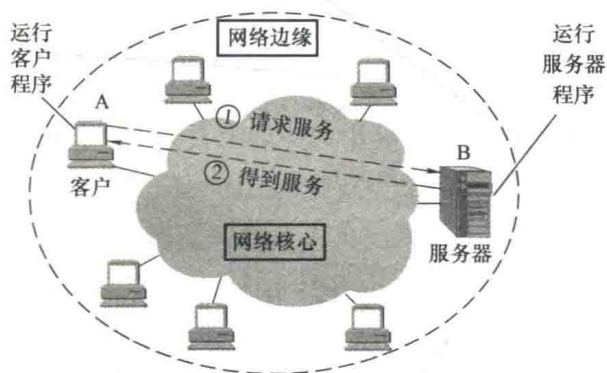 运行
客户
程序
网络边缘
运行
服务器
程序
A
① 请求服务
B
② 得到服务
客户
网络核心
服务器